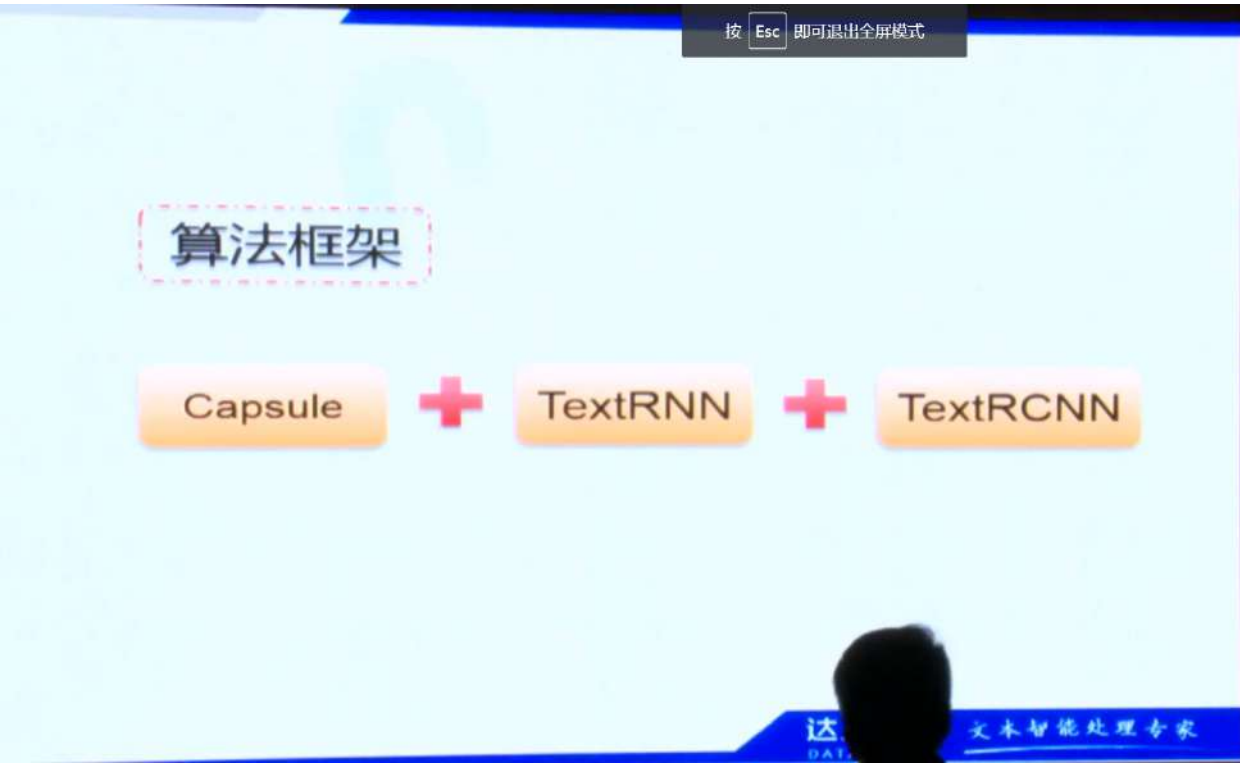 按 Esc 即可退出全屏模式
算法框架
Capsule
TextRNN
TextRCNN
达
文本智能处理专家
DAT